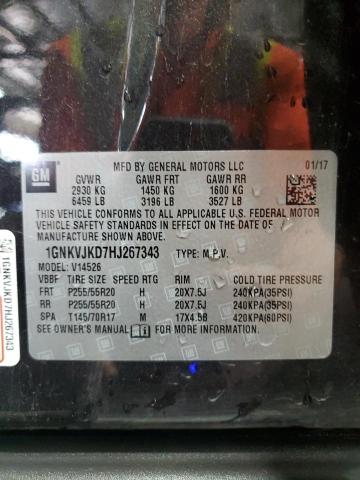 GM
MFD BY GENERAL MOTORS LLC 01/17
GVWR GAWR FRT GAWR RR
2930 KG 1450 KG 1600 KG
6459 LB 3196 LB 3527 LB
THIS VEHICLE CONFORMS TO ALL APPLICABLE U.S. FEDERAL MOTOR
VEHICLE SAFETY STANDARDS IN EFFECT ON THE DATE OF
MANUFACTURE SHOWN ABOVE.
1GNKVJKD7HJ267343 TYPE: M.P.V.
MODEL: V14526
VBBF TIRE SIZE SPEED RTG RIM COLD TIRE PRESSURE
FRT P255/55R20 H 20X7.5J 240KPA(35PSI)
RR P255/55R20 H 20X7.5J 240KPA(35PSI)
SPA T145/70R17 M 17X4.5B 420KPA(60PSI)
SEE OWNER'S MANUAL FOR MORE INFORMATION.
1GNKVJKD7HJ267343